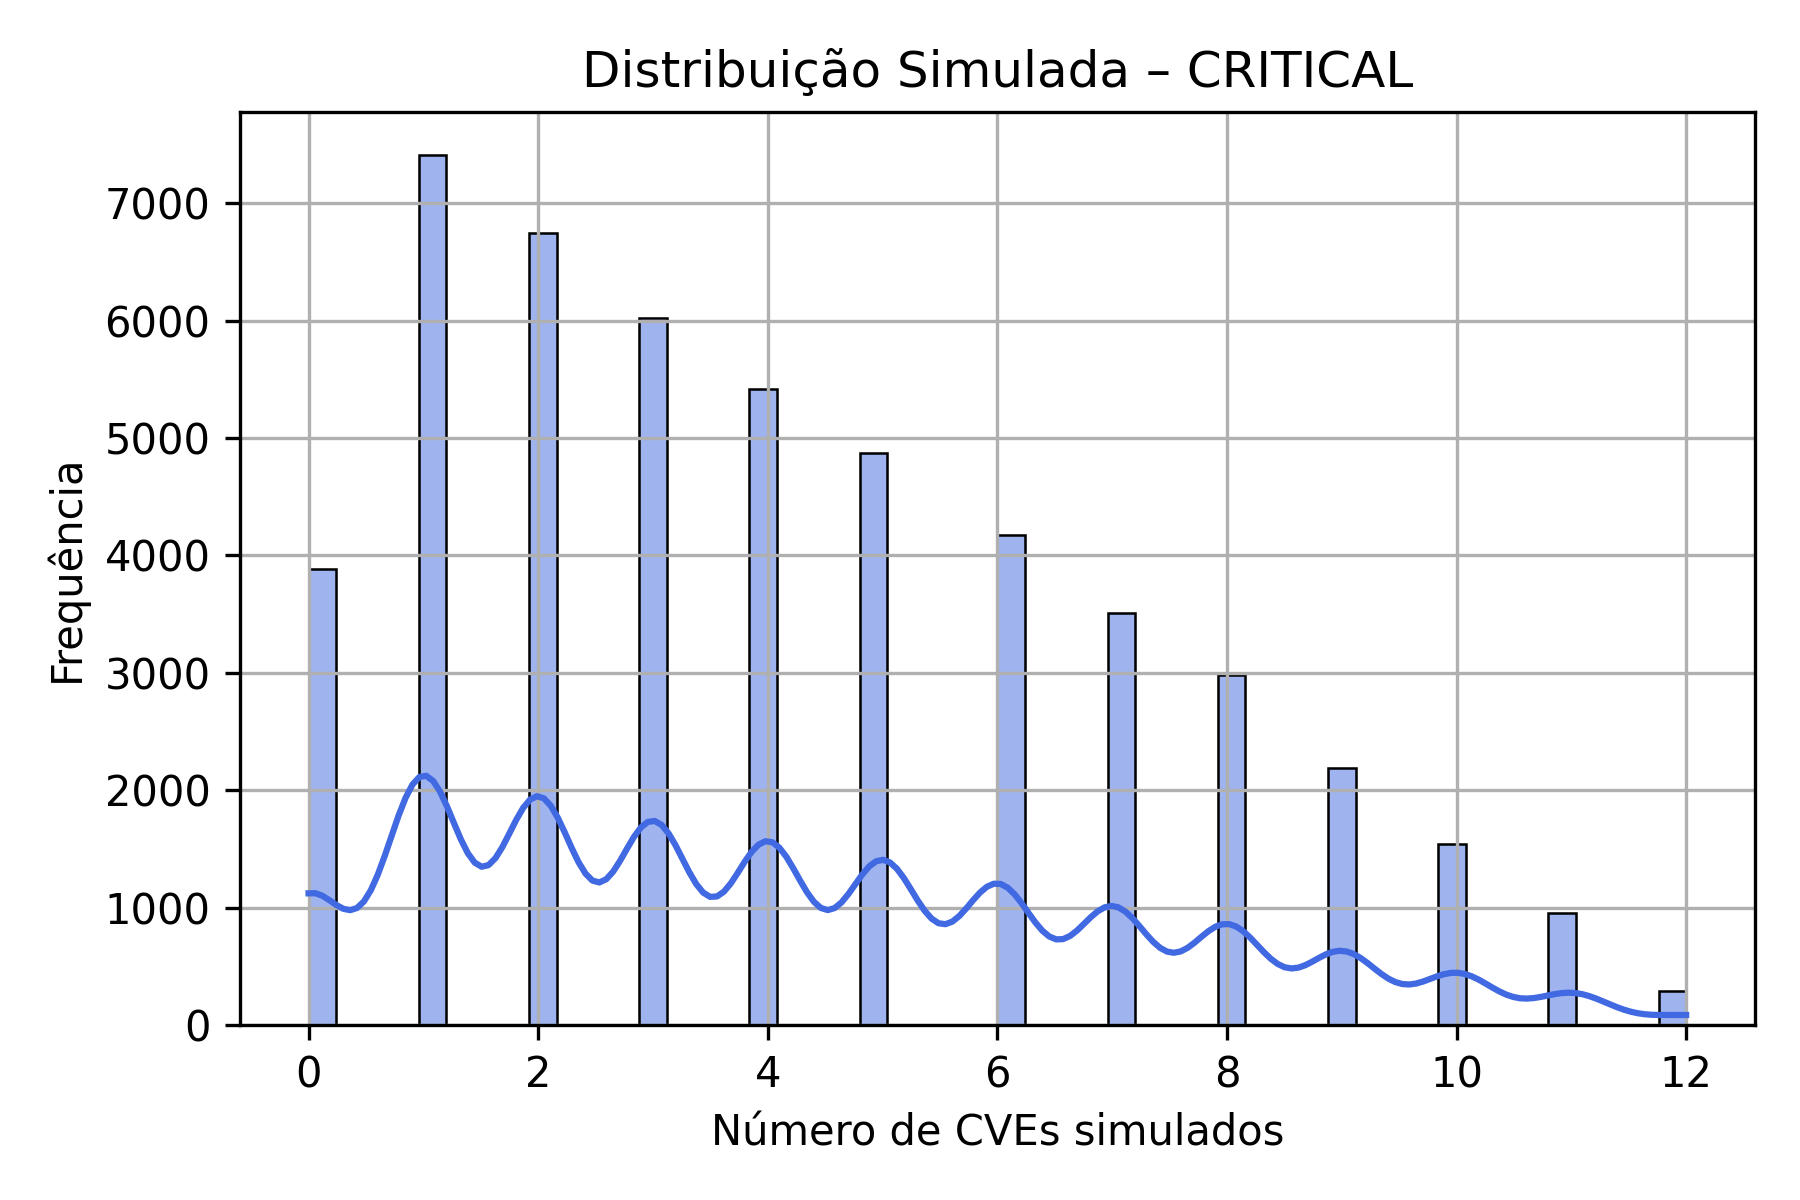 Distribuição Simulada – CRITICAL
Frequência
7000
6000
5000
4000
3000
2000
1000
0
0 2 4 6 8 10 12
Número de CVEs simulados